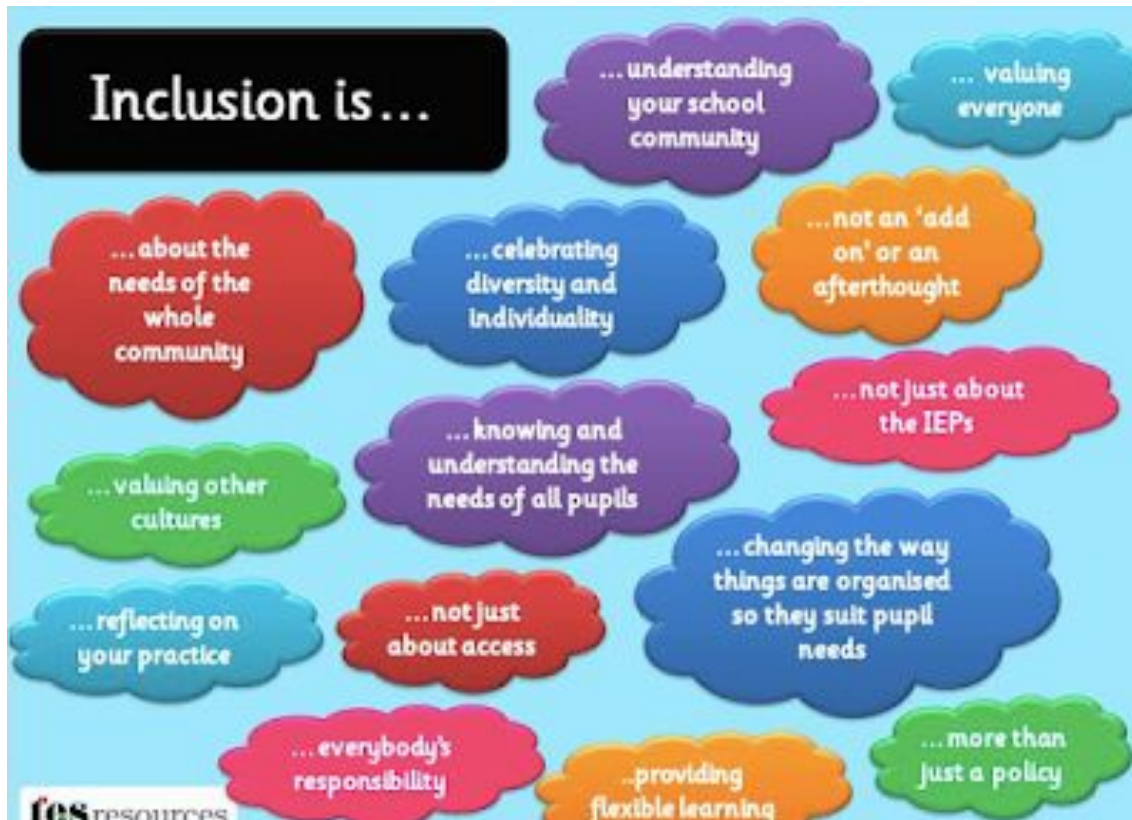 Inclusion is...
...understanding
your school
community
... valuing
everyone
...about the
needs of the
whole
community
...celebrating
diversity and
individuality
...not an 'add
on' or an
afterthought
...not just about
the IEPs
...knowing and
understanding the
needs of all pupils
...valuing other
cultures
...changing the way
things are organised
so they suit pupil
needs
...reflecting on
your practice
...not just
about access
...everybody's
responsibility
..providing
flexible learning
...more than
just a policy
fcs resources